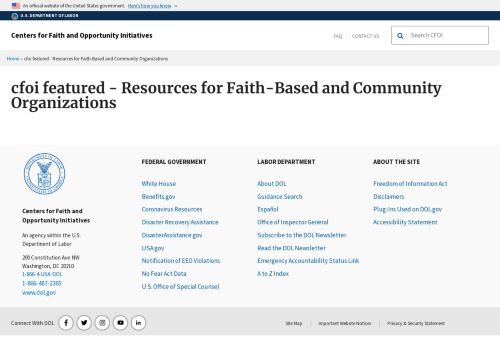 An official website of the United States government. Here's how you know
U.S. DEPARTMENT OF LABOR
Centers for Faith and Opportunity Initiatives
FAQ | CONTACT US
Search CFOI
Home › cfoi featured - Resources for Faith-Based and Community Organizations
cfoi featured - Resources for Faith-Based and Community
Organizations
FEDERAL GOVERNMENT
White House
Benefits.gov
Coronavirus Resources
Disaster Recovery Assistance
DisasterAssistance.gov
USA.gov
Notification of EEO Violations
No Fear Act Data
U.S. Office of Special Counsel
LABOR DEPARTMENT
About DOL
Guidance Search
Español
Office of Inspector General
Subscribe to the DOL Newsletter
Read the DOL Newsletter
Emergency Accountability Status Link
A to Z Index
ABOUT THE SITE
Freedom of Information Act
Disclaimers
Plug-Ins Used on DOL.gov
Accessibility Statement
Centers for Faith and
Opportunity Initiatives
An agency within the U.S.
Department of Labor
200 Constitution Ave NW
Washington, DC 20210
1-866-4-USA-DOL
1-866-487-2365
www.dol.gov
Connect With DOL
Site Map | Important Website Notices | Privacy & Security Statement